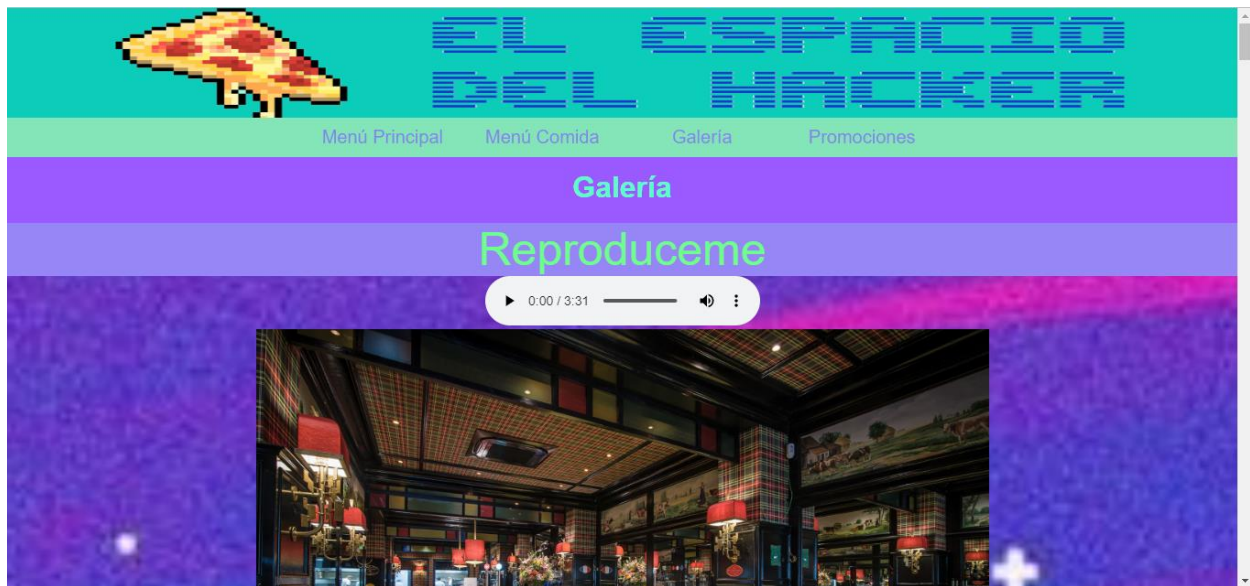 EL ESPACIO
DEL HACKER
Menú Principal Menú Comida Galería Promociones
Galería
Reproduceme
0:00 / 3:31